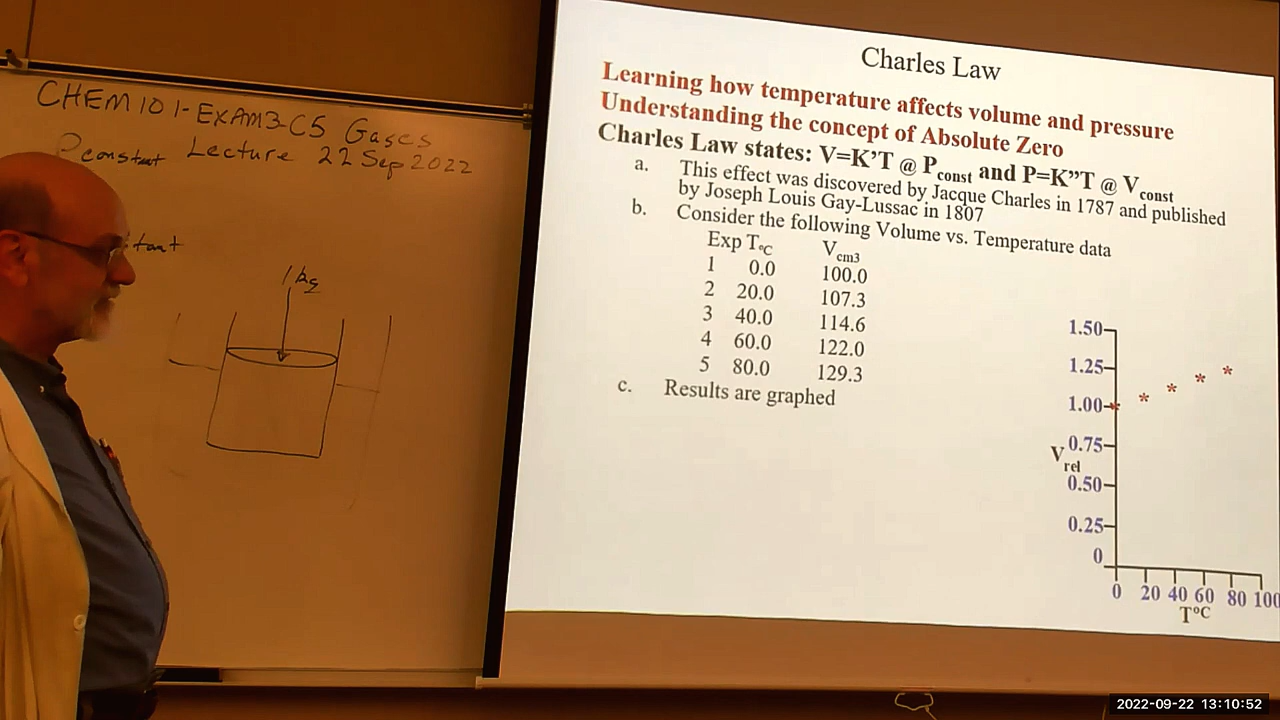 CHEM 101-EXAM3-C5 Gases
Pconstant Lecture 22 Sep 2022
1 kg
Charles Law
Learning how temperature affects volume and pressure
Understanding the concept of Absolute Zero
Charles Law states: V=K’T @ Pconst and P=K”T @ Vconst
a. This effect was discovered by Jacque Charles in 1787 and published
by Joseph Louis Gay-Lussac in 1807
b. Consider the following Volume vs. Temperature data
Exp T°C Vcm3
1 0.0 100.0
2 20.0 107.3
3 40.0 114.6
4 60.0 122.0
5 80.0 129.3
c. Results are graphed
1.50
1.25
1.00
0.75
Vrel
0.50
0.25
0
0 20 40 60 80 100
T°C
2022-09-22 13:10:52